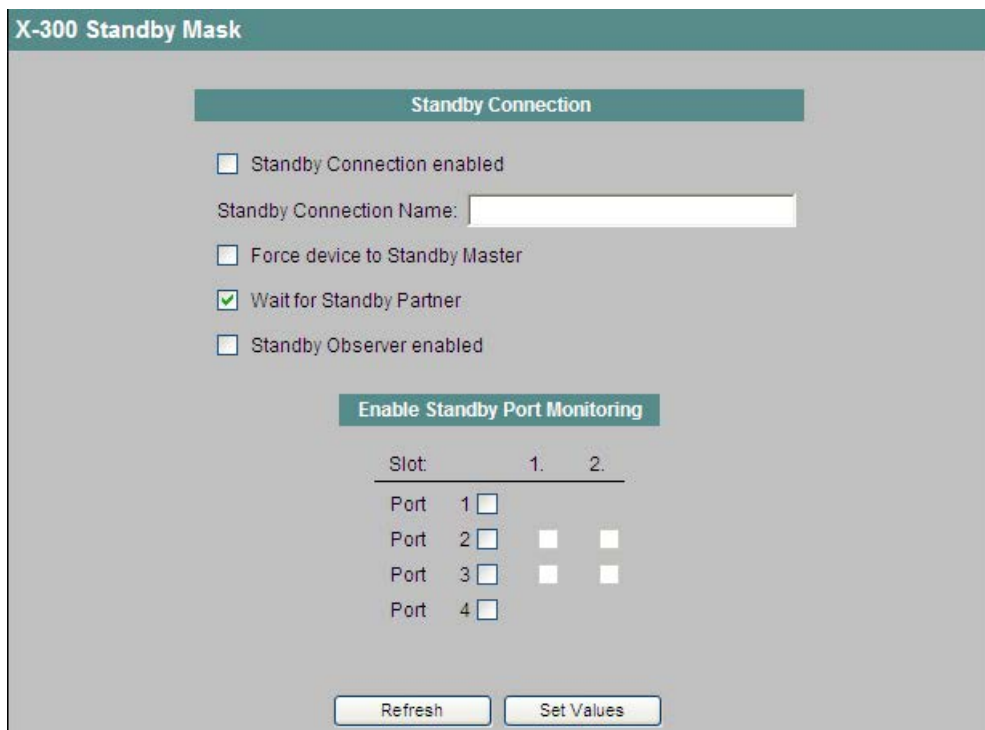 X-300 Standby Mask
Standby Connection
Standby Connection enabled
Standby Connection Name:
Force device to Standby Master
Wait for Standby Partner
Standby Observer enabled
Enable Standby Port Monitoring
Slot: 1. 2.
Port 1
Port 2
Port 3
Port 4
Refresh Set Values